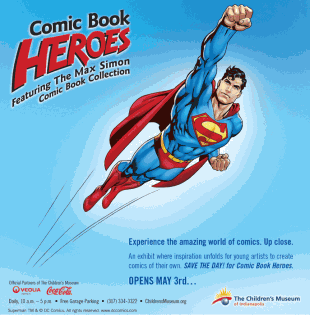 Comic Book
HEROES
Featuring The Max Simon
Comic Book Collection
Experience the amazing world of comics. Up close.
An exhibit where inspiration unfolds for young artists to create
comics of their own. SAVE THE DAY! for Comic Book Heroes.
OPENS MAY 3rd…
Official Partners of The Children's Museum
VEOLIA Coca-Cola
Daily, 10 a.m. – 5 p.m. • Free Garage Parking • (317) 334-3322 • ChildrensMuseum.org
The Children's Museum
of Indianapolis
Superman: TM & © DC Comics. All rights reserved. www.dccomics.com